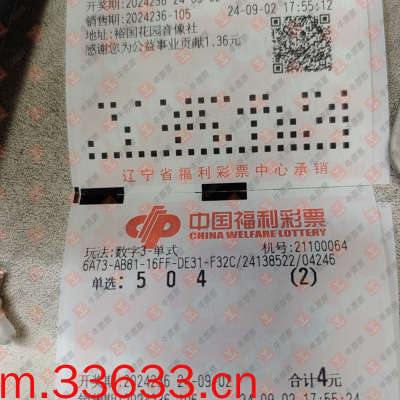 开奖期:2024236 24-09-02
销售期:2024236-105 24-09-02 17:55:12
地址:裕国花园音像社
感谢您为公益事业贡献1.36元
辽宁省福利彩票中心承销
中国福利彩票
CHINA WELFARE LOTTERY
玩法:数字3-单式 机号:21100064
6A73-AB81-16FF-DE31-F32C/24138522/04246
单选: 5 0 4 (2)
开奖期:2024236 24-09-02 合计4元
24-09-02 17:55:24
m.33633.cn